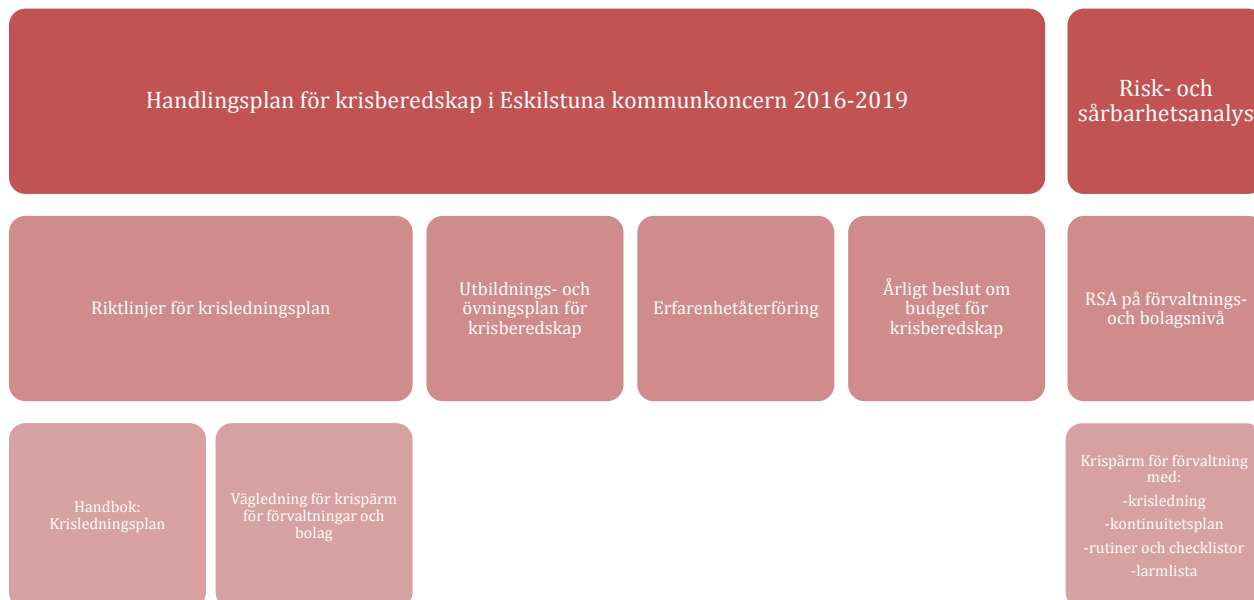 Handlingsplan för krisberedskap i Eskilstuna kommunkoncern 2016-2019
Risk- och
sårbarhetsanalys
Riktlinjer för krisledningsplan
Utbildnings- och
övningsplan för
krisberedskap
Erfarenhetåterföring
Årligt beslut om
budget för
krisberedskap
RSA på förvaltnings-
och bolagsnivå
Handbok:
Krisledningsplan
Vägledning för krispärm
för förvaltningar och
bolag
Krispärm för förvaltning
med:
-krisledning
-kontinuitetsplan
-rutiner och checklistor
-larmlista